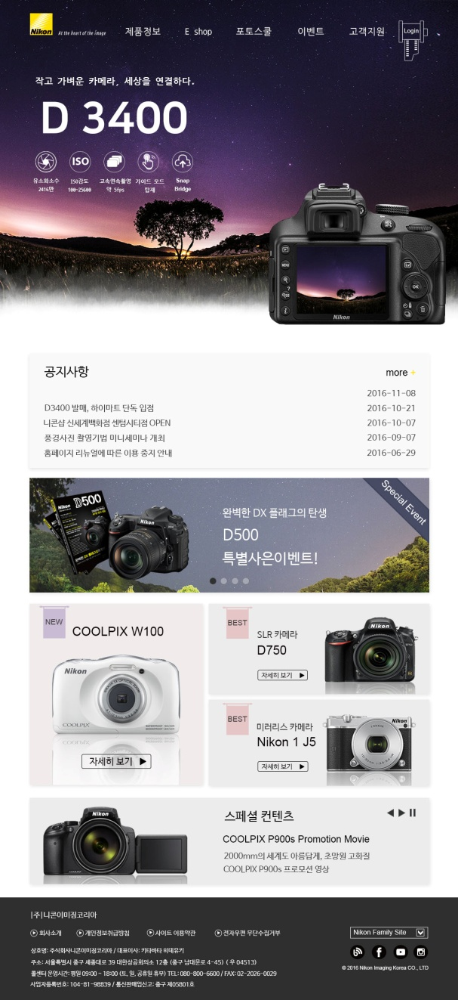 Nikon At the heart of the image 제품정보 E shop 포토스쿨 이벤트 고객지원 Login
작고 가벼운 카메라, 세상을 연결하다.
D 3400
ISO
유소화소수 ISO감도 고속연속촬영 가이드 모드 Snap
2416만 100-25600 약 5fps 탑재 Bridge
MENU
Lv
OK
Nikon
공지사항 more +
2016-11-08
D3400 발매, 하이마트 단독 입점 2016-10-21
니콘샵 신세계백화점 센텀시티점 OPEN 2016-10-07
풍경사진 촬영기법 미니세미나 개최 2016-09-07
홈페이지 리뉴얼에 따른 이용 중지 안내 2016-06-29
Special Event
Nikon D500
Nikon
완벽한 DX 플래그의 탄생
D500
특별사은이벤트!
NEW
COOLPIX W100
Nikon
COOLPIX
자세히 보기 ▶
BEST
SLR 카메라
D750
자세히 보기 ▶
Nikon
BEST
미러리스 카메라
Nikon 1 J5
자세히 보기 ▶
Nikon
Nikon
스페셜 컨텐츠
COOLPIX P900s Promotion Movie
2000mm의 세계도 아름답게, 초망원 고화질
COOLPIX P900s 프로모션 영상
|주|니콘이미징코리아
회사소개 개인정보취급방침 사이트 이용약관 전자우편 무단수집거부
Nikon Family Site
상호명: 주식회사니콘이미징코리아 / 대표이사: 키타바타 히데유키
주소: 서울특별시 중구 세종대로 39 대한상공회의소 12층 (중구 남대문로 4-45) ( 우 04513)
콜센터 운영시간: 평일 09:00 ~ 18:00 (토, 일, 공휴일 휴무) TEL: 080-800-6600 / FAX: 02-2026-0029
사업자등록번호: 104-81-98839 / 통신판매업신고: 중구 제05801호
© 2016 Nikon Imaging Korea CO., LTD